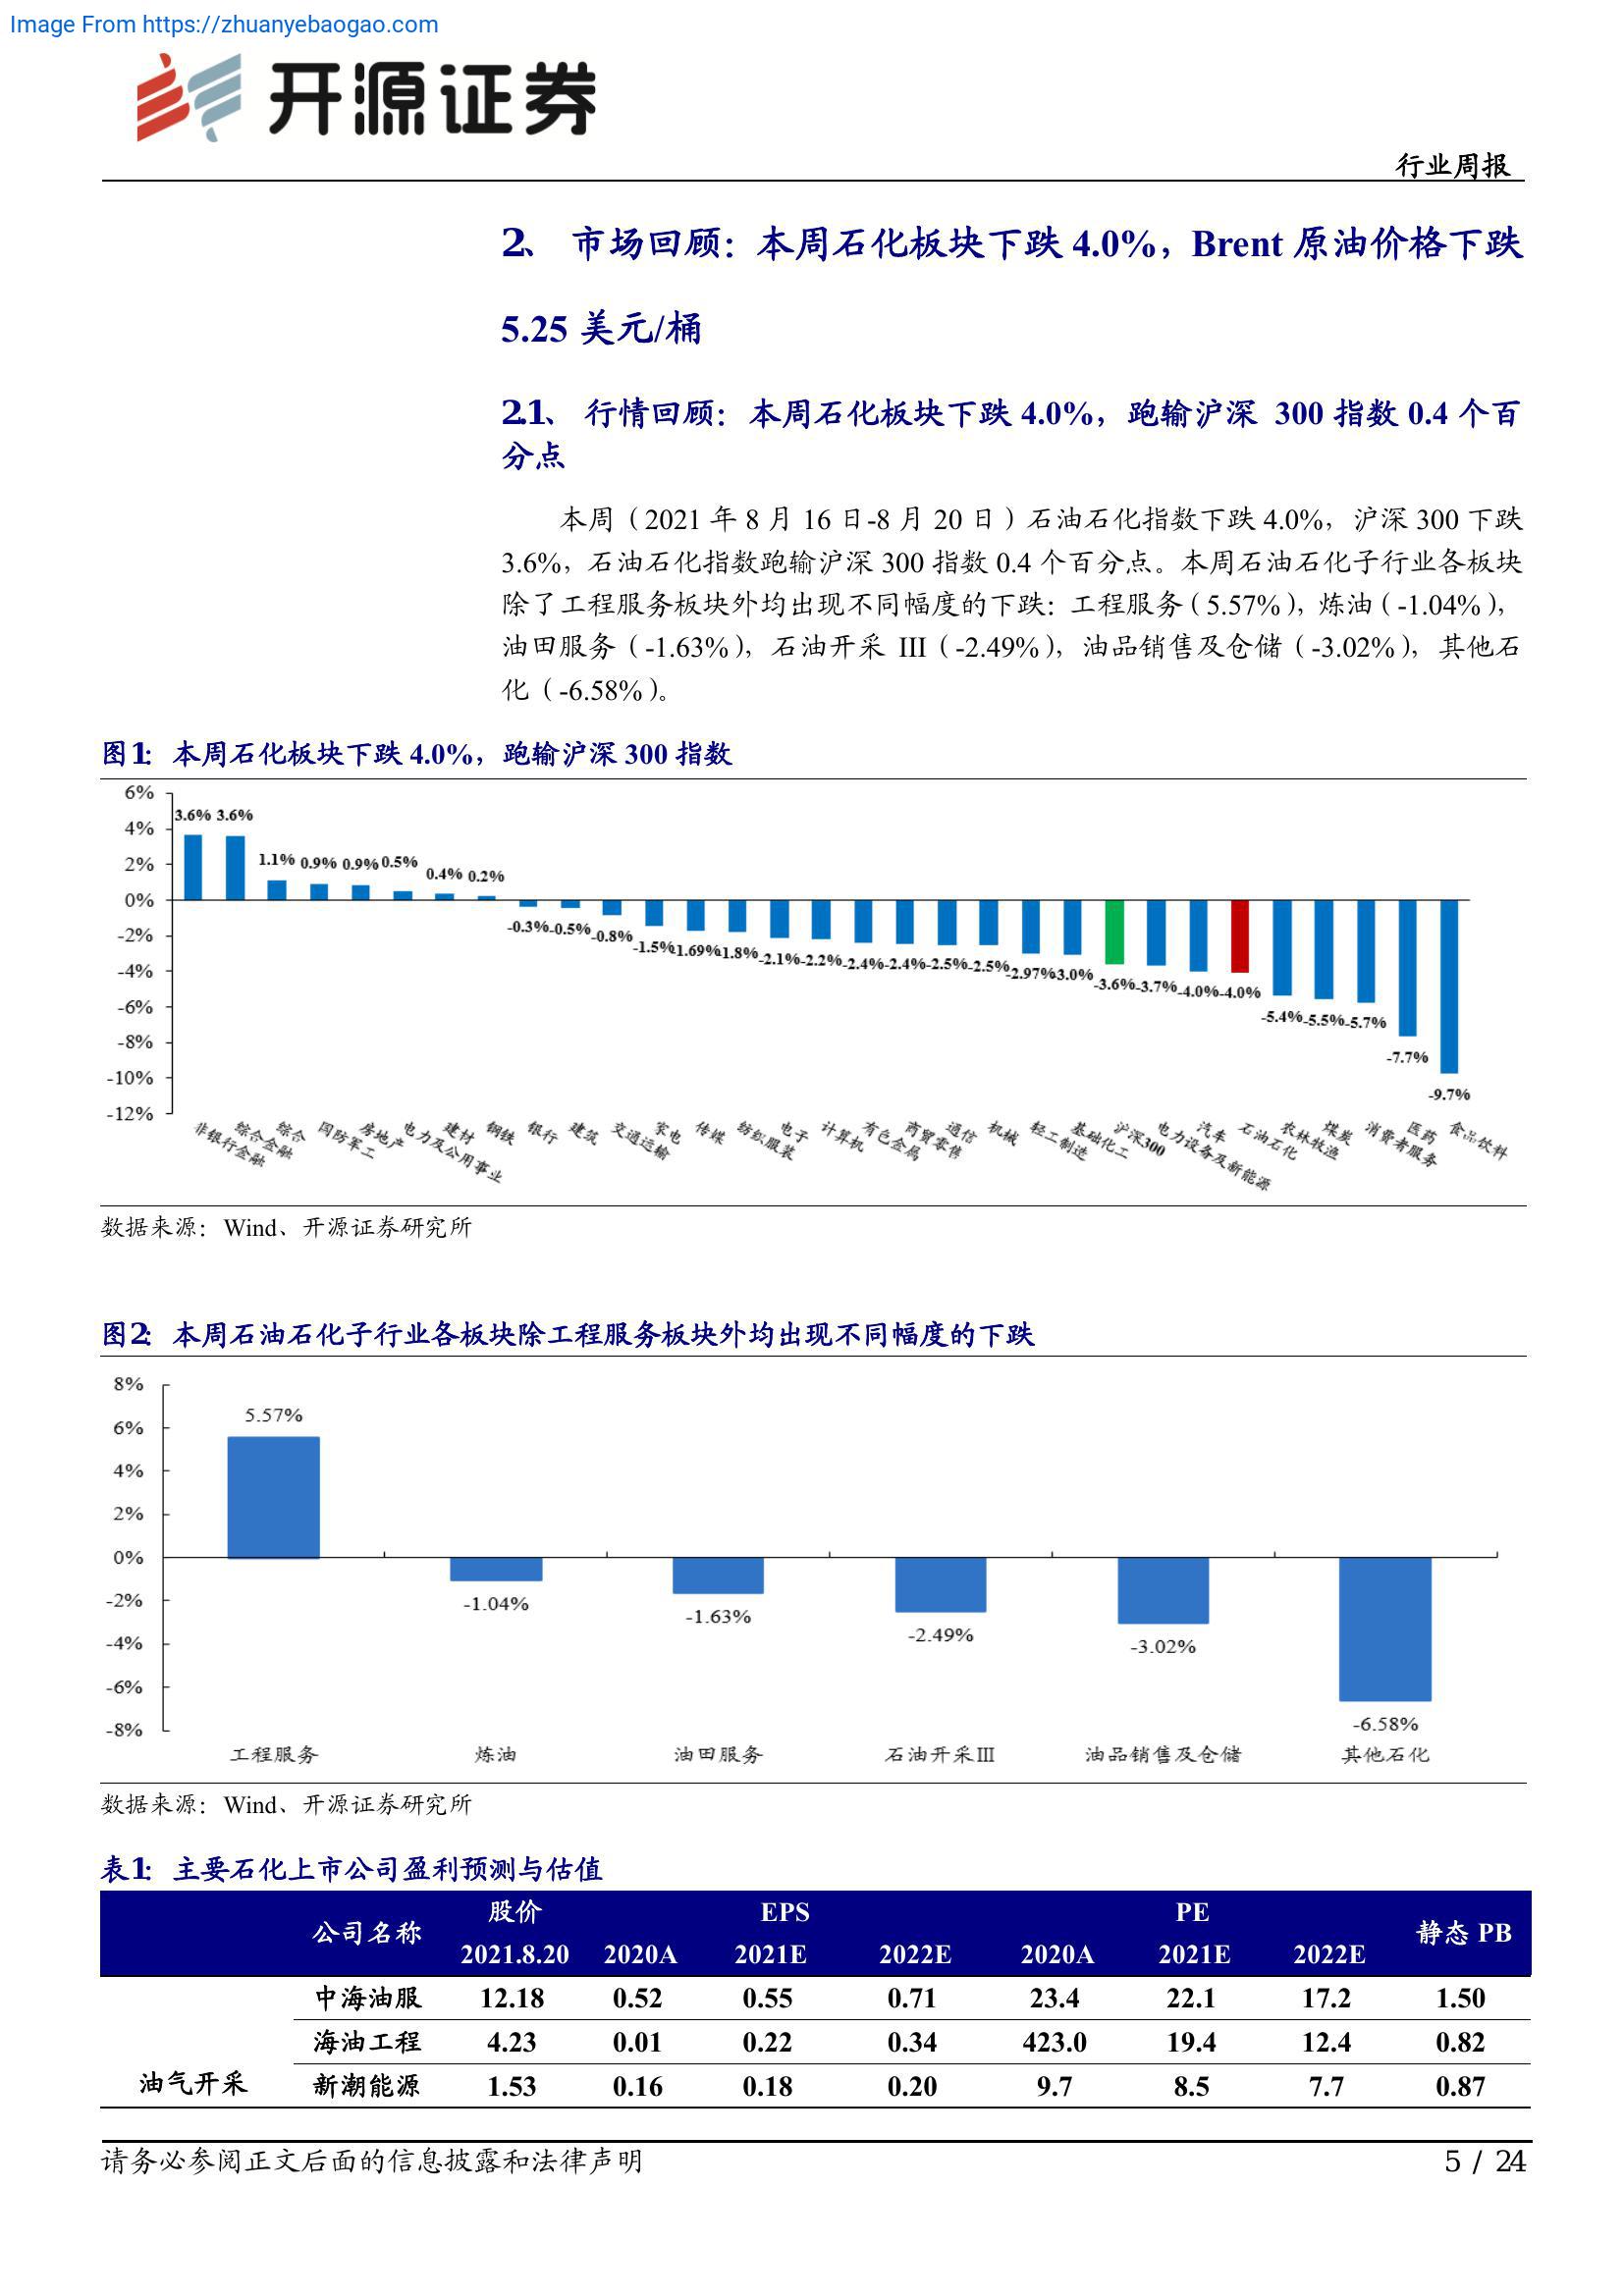 Image From https://zhuanyebaogao.com
开源证券
行业周报
2、 市场回顾：本周石化板块下跌 4.0%，Brent 原油价格下跌
5.25 美元/桶
2.1、 行情回顾：本周石化板块下跌 4.0%，跑输沪深 300 指数 0.4 个百
分点
本周（2021 年 8 月 16 日-8 月 20 日）石油石化指数下跌 4.0%，沪深 300 下跌
3.6%，石油石化指数跑输沪深 300 指数 0.4 个百分点。本周石油石化子行业各板块
除了工程服务板块外均出现不同幅度的下跌：工程服务（5.57%），炼油（-1.04%），
油田服务（-1.63%），石油开采 III（-2.49%），油品销售及仓储（-3.02%），其他石
化（-6.58%）。
图1： 本周石化板块下跌 4.0%，跑输沪深 300 指数
6%
4%
2%
0%
-2%
-4%
-6%
-8%
-10%
-12%
3.6% 3.6% 1.1% 0.9% 0.9% 0.5% 0.4% 0.2% -0.3% -0.5% -0.8% -1.5% -1.69% -1.8% -2.1% -2.2% -2.4% -2.4% -2.5% -2.5% -2.97% -3.0% -3.6% -3.7% -4.0% -4.0% -5.4% -5.5% -5.7% -7.7% -9.7%
非银行金融 综合金融 综合 国防军工 房地产 电力及公用事业 建材 钢铁 银行 建筑 交通运输 家电 传媒 纺织服装 电子 计算机 有色金属 商贸零售 通信 机械 轻工制造 基础化工 沪深300 电力设备及新能源 汽车 石油石化 农林牧渔 煤炭 消费者服务 医药 食品饮料
数据来源：Wind、开源证券研究所
图2： 本周石油石化子行业各板块除工程服务板块外均出现不同幅度的下跌
8%
6%
4%
2%
0%
-2%
-4%
-6%
-8%
5.57% -1.04% -1.63% -2.49% -3.02% -6.58%
工程服务 炼油 油田服务 石油开采III 油品销售及仓储 其他石化
数据来源：Wind、开源证券研究所
表1： 主要石化上市公司盈利预测与估值
公司名称 股价 EPS PE 静态 PB
2021.8.20 2020A 2021E 2022E 2020A 2021E 2022E
中海油服 12.18 0.52 0.55 0.71 23.4 22.1 17.2 1.50
海油工程 4.23 0.01 0.22 0.34 423.0 19.4 12.4 0.82
油气开采 新潮能源 1.53 0.16 0.18 0.20 9.7 8.5 7.7 0.87
请务必参阅正文后面的信息披露和法律声明
5 / 24